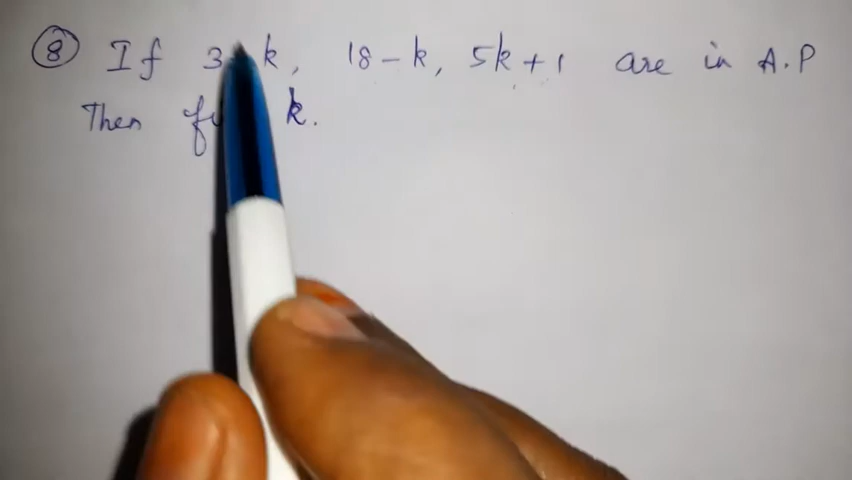 8 If 3 k, 18 - k, 5k + 1 are in A.P
Then k.